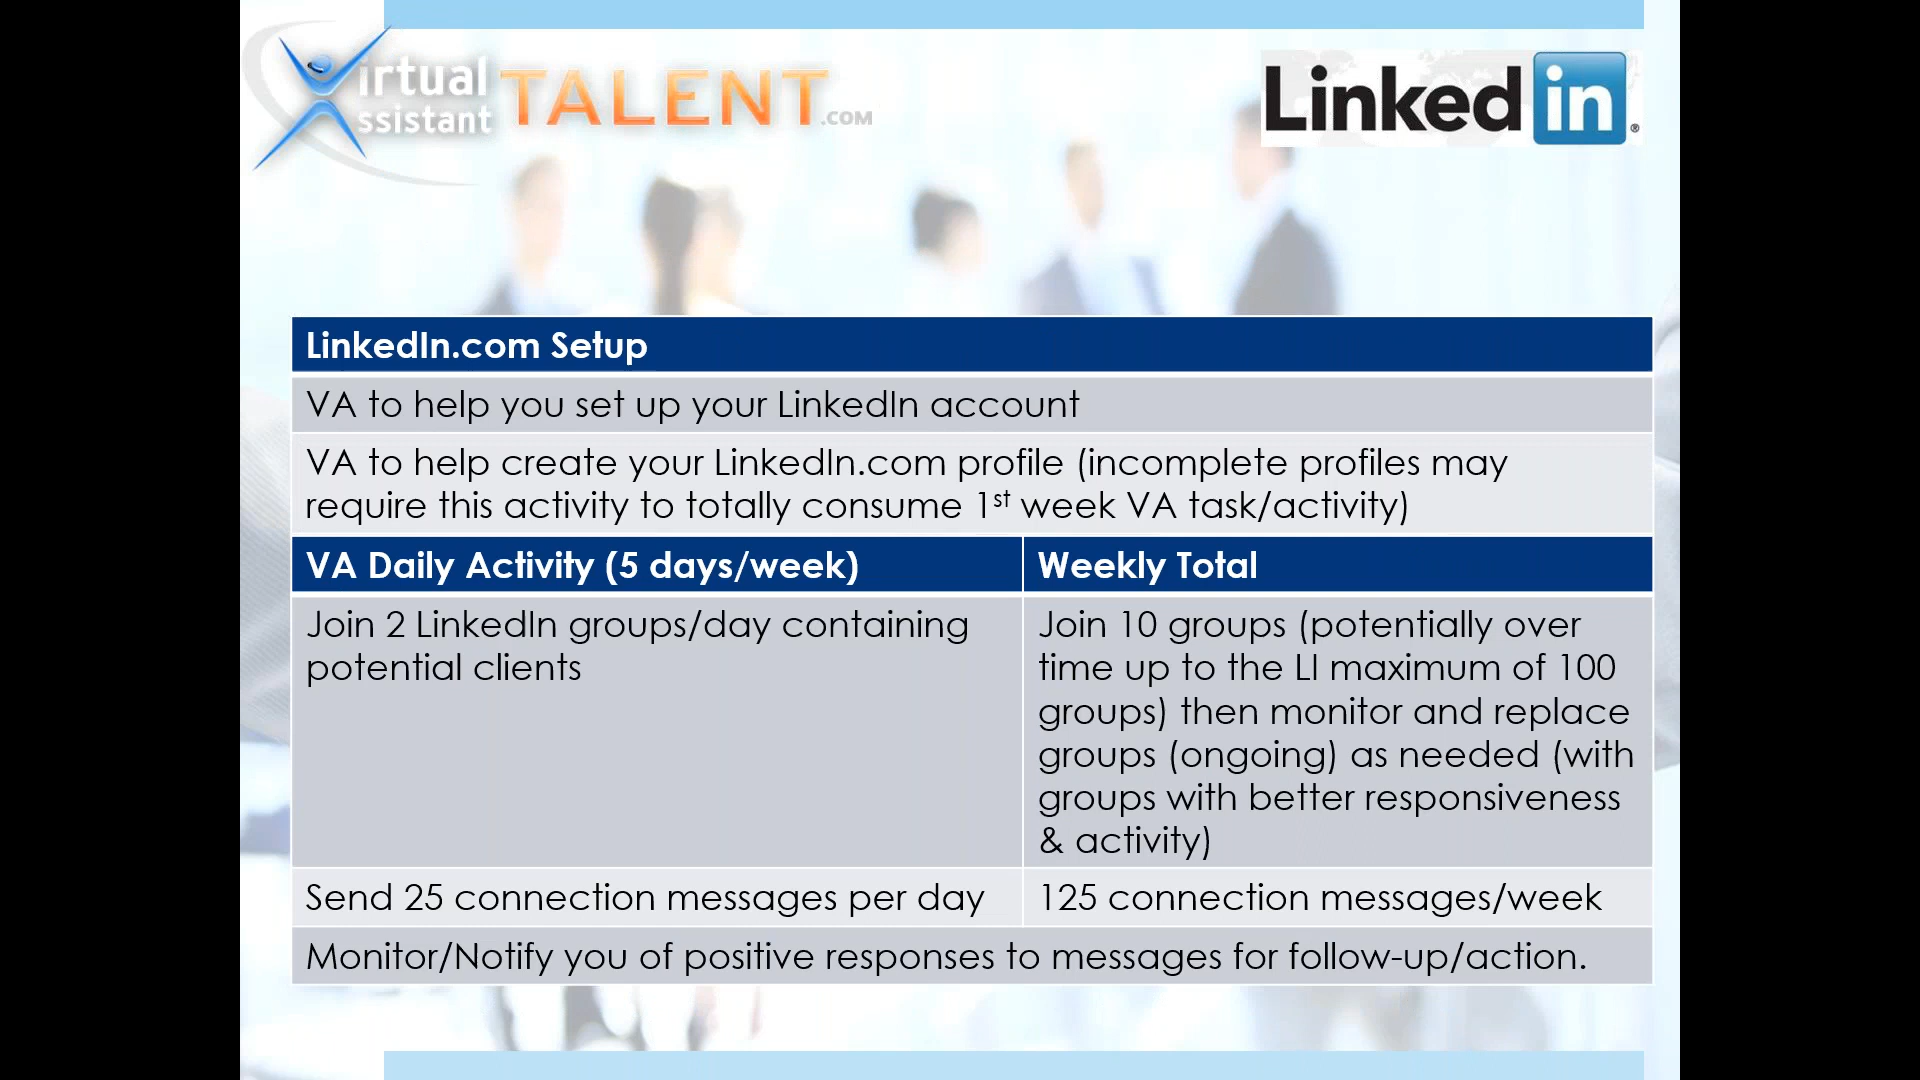 Virtual
Assistant TALENT.COM
Linked in®
LinkedIn.com Setup
VA to help you set up your LinkedIn account
VA to help create your LinkedIn.com profile (incomplete profiles may
require this activity to totally consume 1st week VA task/activity)
VA Daily Activity (5 days/week)
Weekly Total
Join 2 LinkedIn groups/day containing
potential clients
Join 10 groups (potentially over
time up to the LI maximum of 100
groups) then monitor and replace
groups (ongoing) as needed (with
groups with better responsiveness
& activity)
Send 25 connection messages per day
125 connection messages/week
Monitor/Notify you of positive responses to messages for follow-up/action.